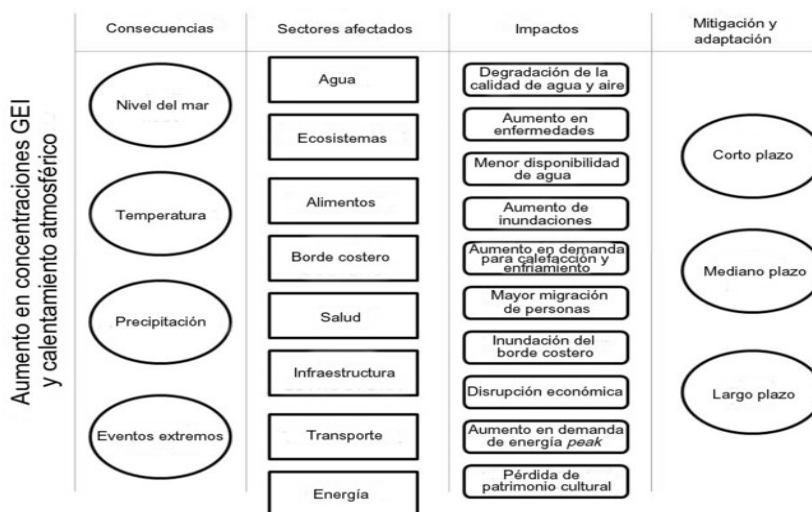 Consecuencias
Sectores afectados
Impactos
Mitigación y
adaptación
Aumento en concentraciones GEI
y calentamiento atmosférico
Nivel del mar
Temperatura
Precipitación
Eventos extremos
Agua
Ecosistemas
Alimentos
Borde costero
Salud
Infraestructura
Transporte
Energía
Degradación de la
calidad de agua y aire
Aumento en
enfermedades
Menor disponibilidad
de agua
Aumento de
inundaciones
Aumento en demanda
para calefacción y
enfriamiento
Mayor migración
de personas
Inundación del
borde costero
Disrupción económica
Aumento en demanda
de energía peak
Pérdida de
patrimonio cultural
Corto plazo
Mediano plazo
Largo plazo